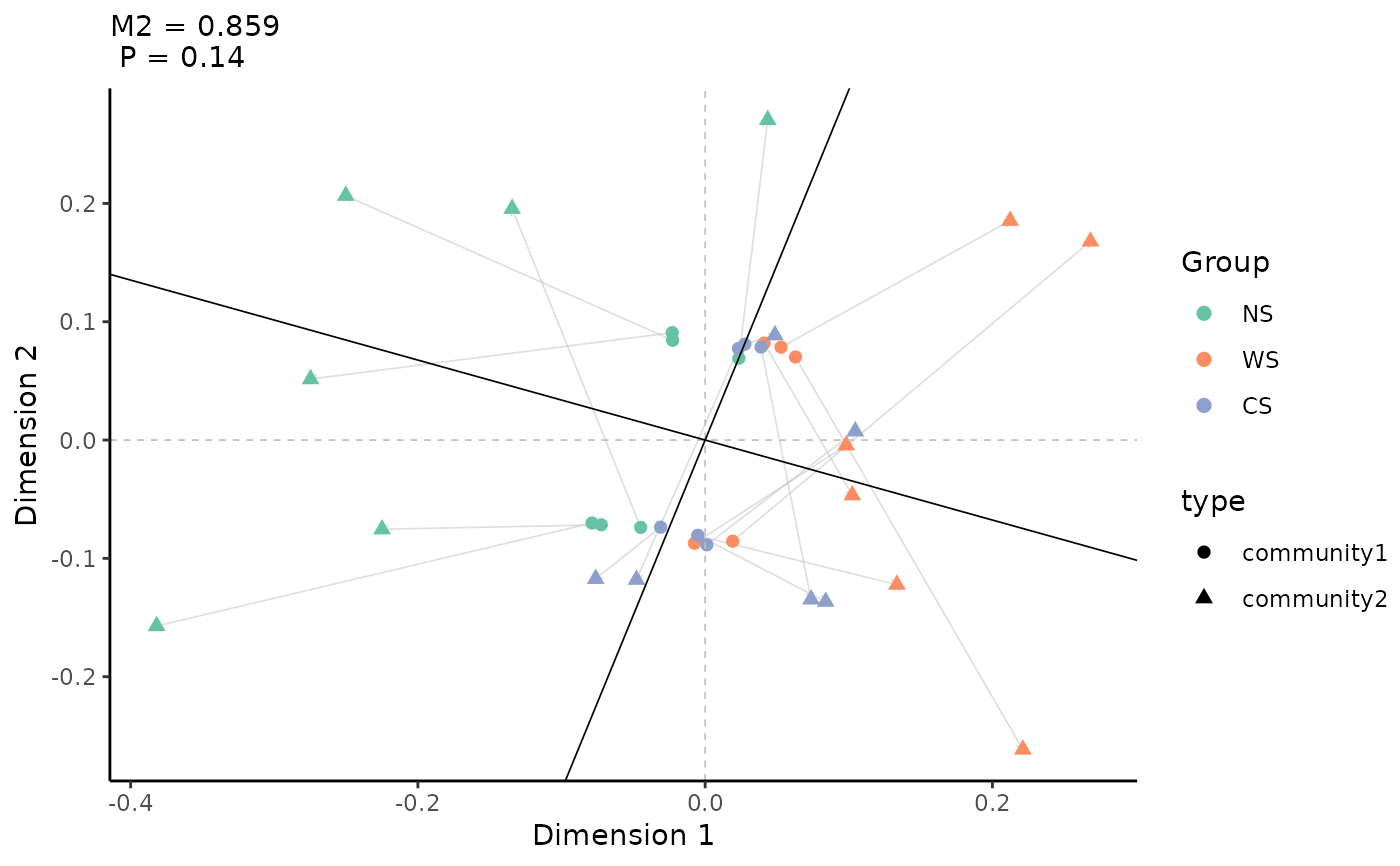 M2 = 0.859
P = 0.14
Dimension 2
0.2
0.1
0.0
-0.1
-0.2
-0.4
-0.2
0.0
0.2
Dimension 1
Group
NS
WS
CS
type
community1
community2